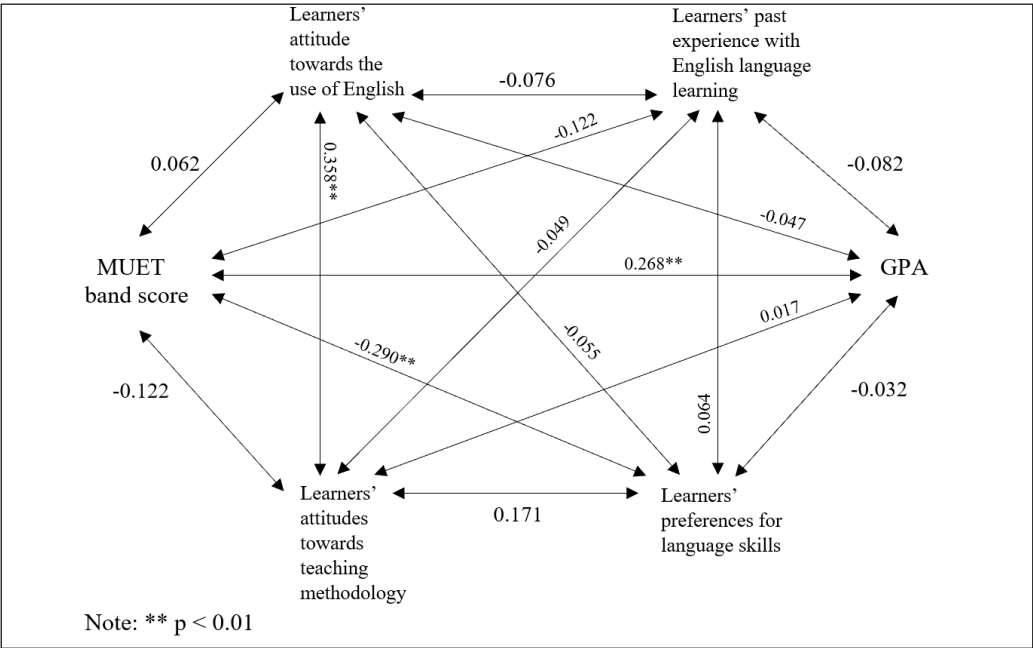 Learners’
attitude
towards the
use of English
Learners’ past
experience with
English language
learning
-0.076
-0.122
0.062
0.358**
-0.082
-0.049
-0.047
MUET
band score
0.268**
GPA
0.017
-0.290**
-0.055
-0.122
0.064
-0.032
Learners’
attitudes
towards
teaching
methodology
0.171
Learners’
preferences for
language skills
Note: ** p < 0.01